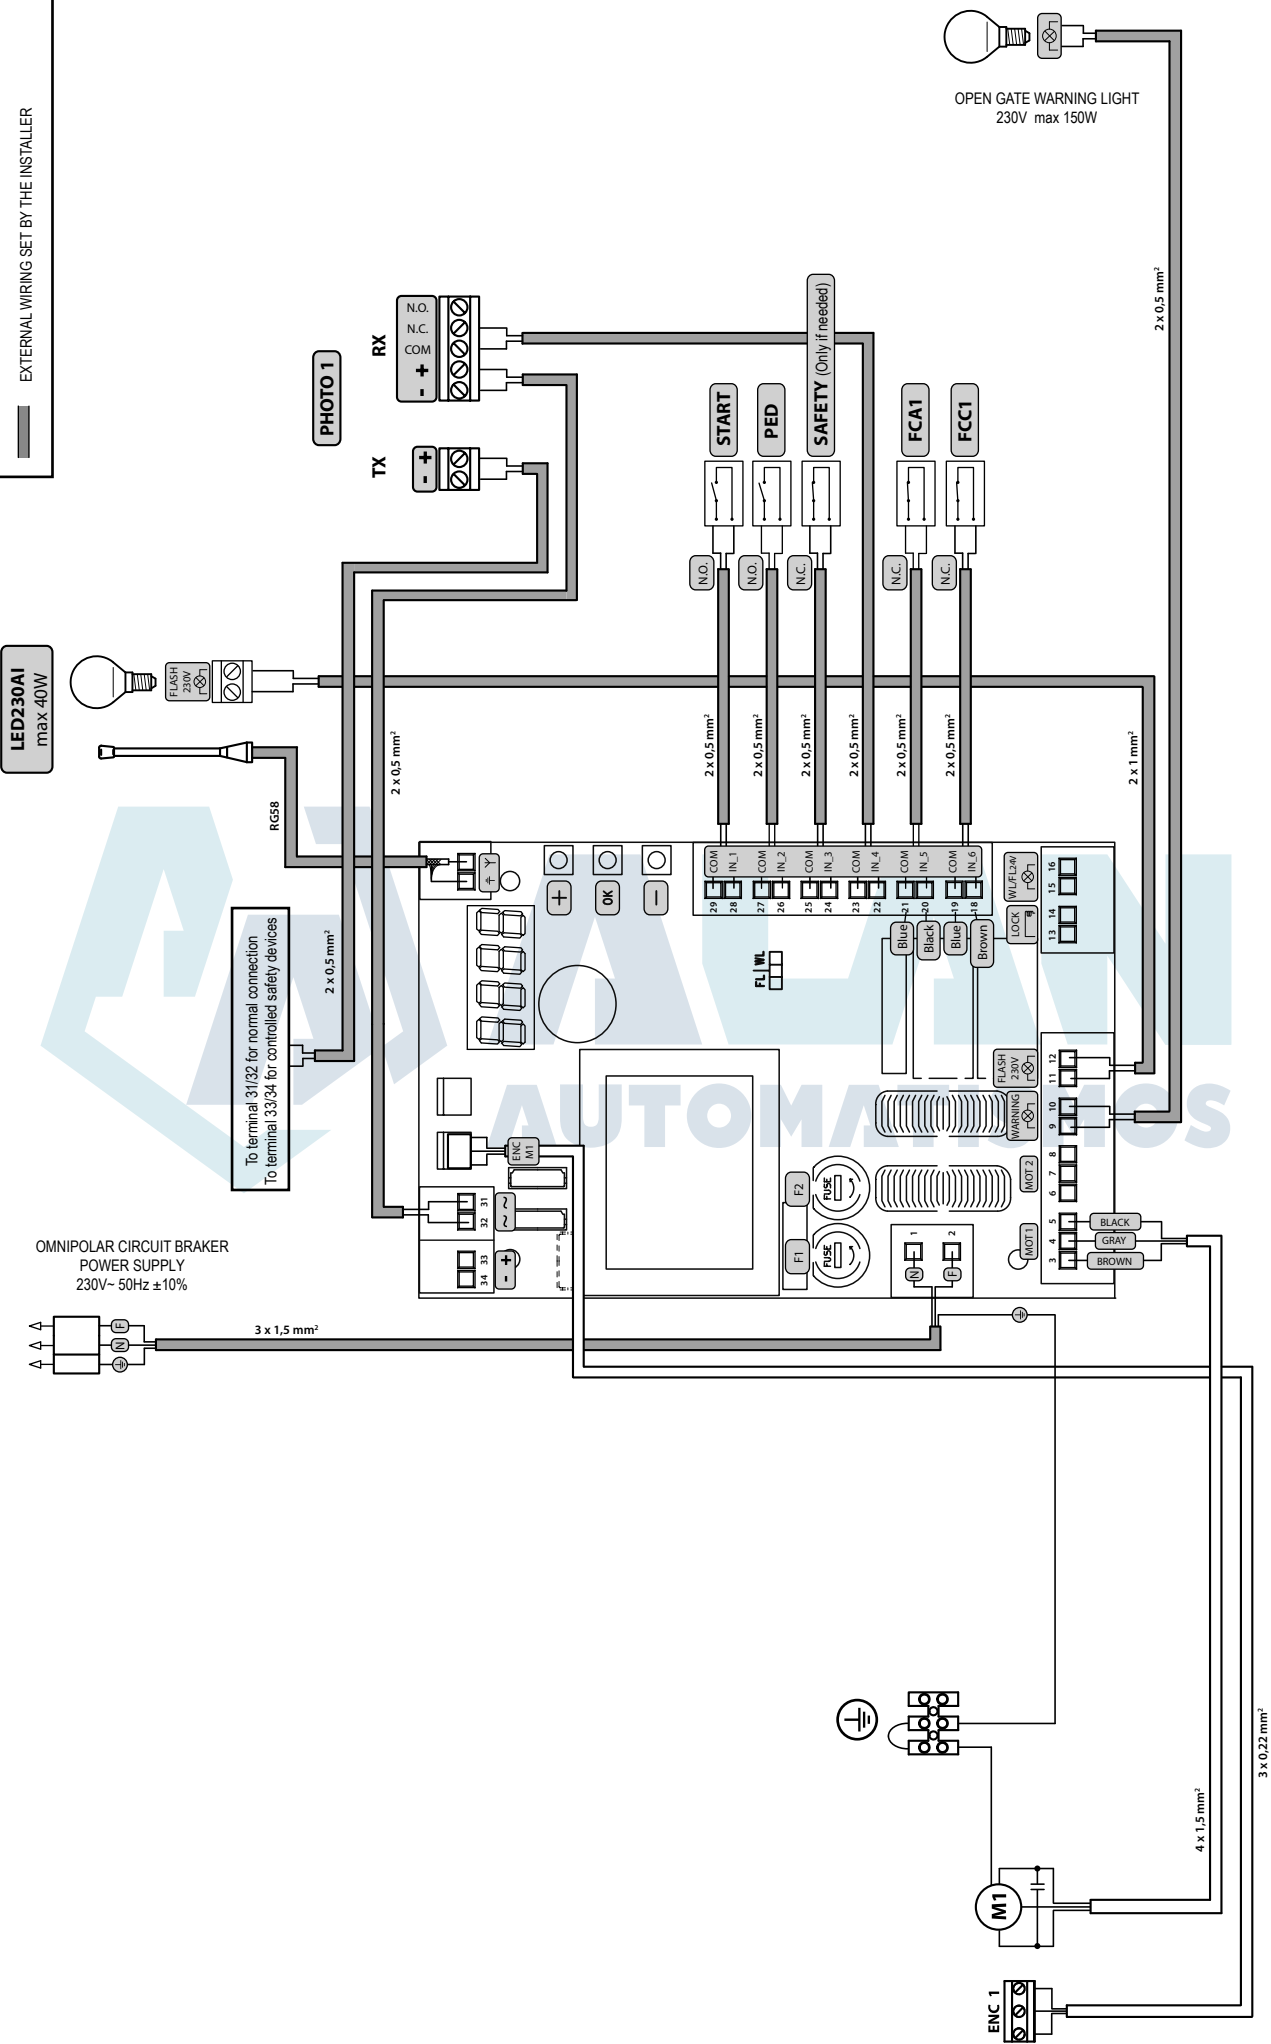 EXTERNAL WIRING SET BY THE INSTALLER
OPEN GATE WARNING LIGHT
230V max 150W
2 x 0,5 mm²
PHOTO 1
RX
N.O.
N.C.
COM
+
-
TX
+
-
LED230AI
max 40W
FLASH
230V
RG58
2 x 0,5 mm²
To terminal 31/32 for normal connection
To terminal 33/34 for controlled safety devices
2 x 0,5 mm²
START
PED
SAFETY (Only if needed)
FCA1
FCC1
N.O.
N.O.
N.C.
N.C.
N.C.
2 x 0,5 mm²
2 x 0,5 mm²
2 x 0,5 mm²
2 x 0,5 mm²
2 x 0,5 mm²
2 x 0,5 mm²
2 x 1 mm²
+
OK
-
COM
IN_1
COM
IN_2
COM
IN_3
COM
IN_4
COM
IN_5
COM
IN_6
29
28
27
26
25
24
23
22
21
20
19
18
Blue
Black
Blue
Brown
FL | WL
WL/FL24V
LOCK
16
15
14
13
FLASH
230V
WARNING
12
11
10
9
8
7
6
5
4
3
MOT 2
MOT 1
BLACK
GRAY
BROWN
ENC
M1
31
32
33
34
~ ~
- +
F2
F1
FUSE
FUSE
1
2
N
F
ALAN
AUTOMATISMOS
OMNIPOLAR CIRCUIT BRAKER
POWER SUPPLY
230V~ 50Hz ±10%
F
N
3 x 1,5 mm²
M1
ENC 1
4 x 1,5 mm²
3 x 0,22 mm²